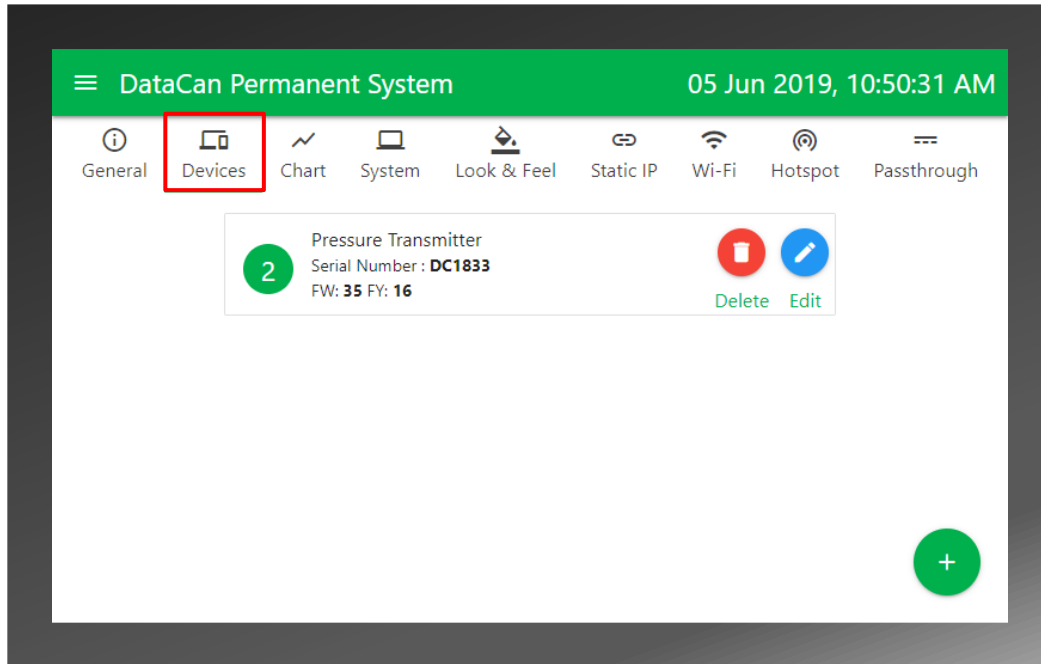 DataCan Permanent System 05 Jun 2019, 10:50:31 AM
General Devices Chart System Look & Feel Static IP Wi-Fi Hotspot Passthrough
2
Pressure Transmitter
Serial Number : DC1833
FW: 35 FY: 16
Delete Edit
+